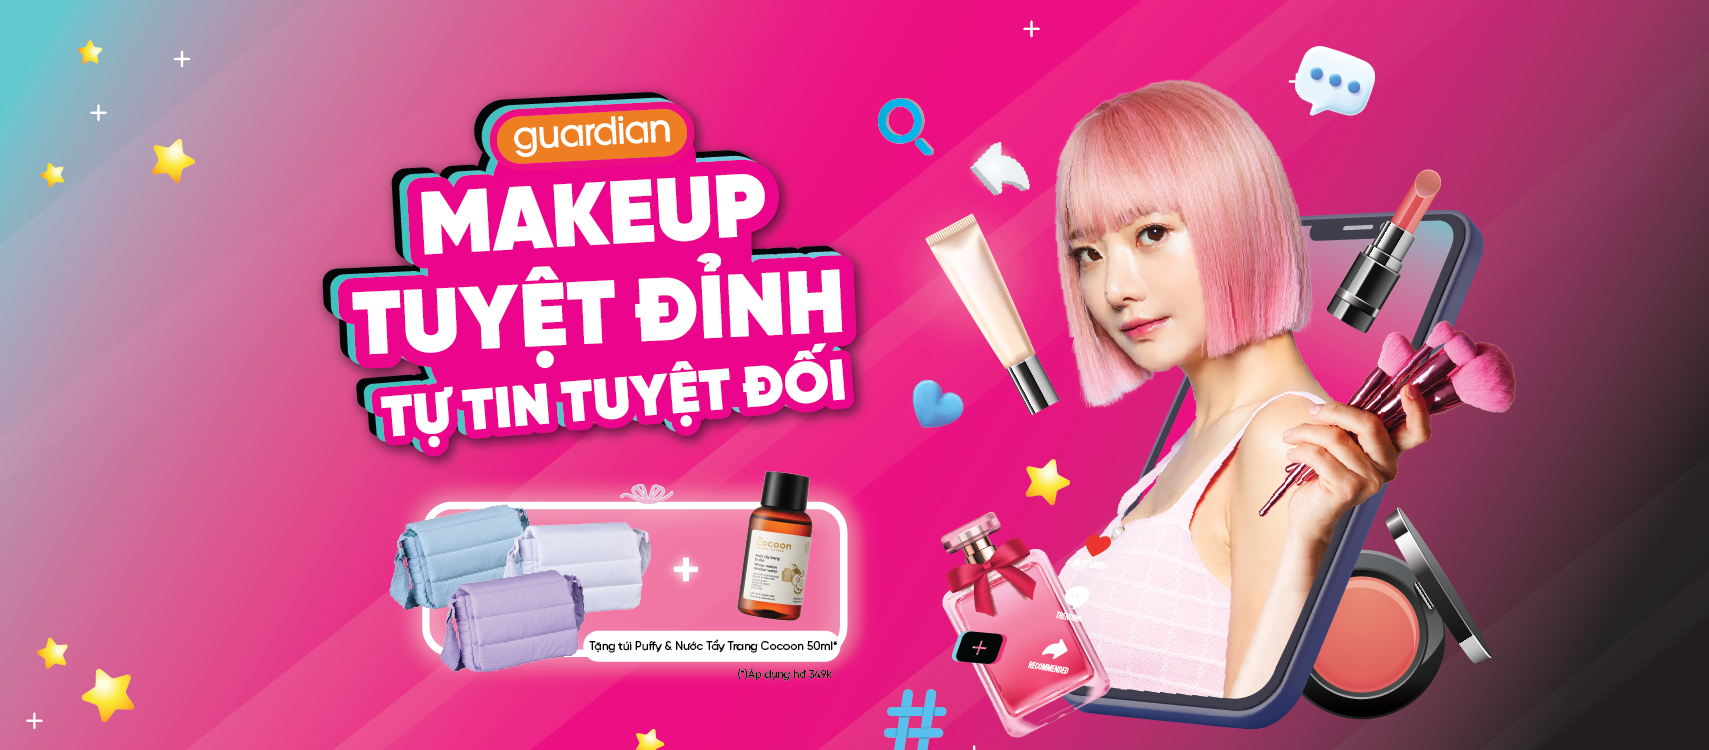 guardian
MAKEUP
TUYỆT ĐỈNH
TỰ TIN TUYỆT ĐỐI
cocoon
Tặng túi Puffy & Nước Tẩy Trang Cocoon 50ml*
(*)Áp dụng hđ 349k
RECOMMENDED